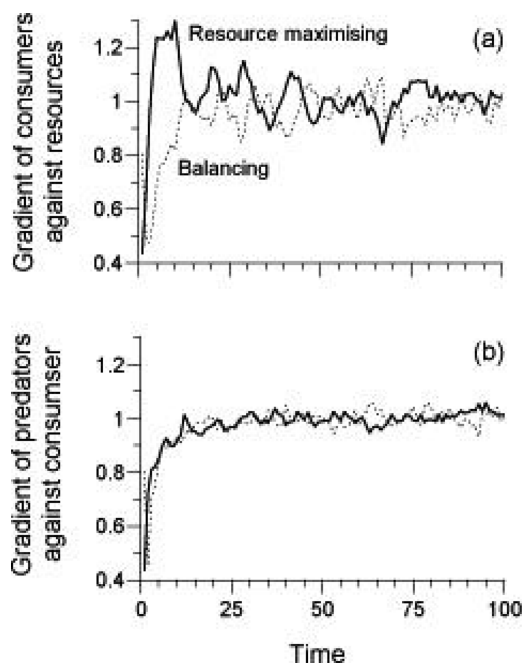 Gradient of consumers
against resources
1.2
1
0.8
0.6
0.4
Resource maximising
(a)
Balancing
Gradient of predators
against consumser
1.2
1
0.8
0.6
0.4
(b)
0
25
50
75
100
Time